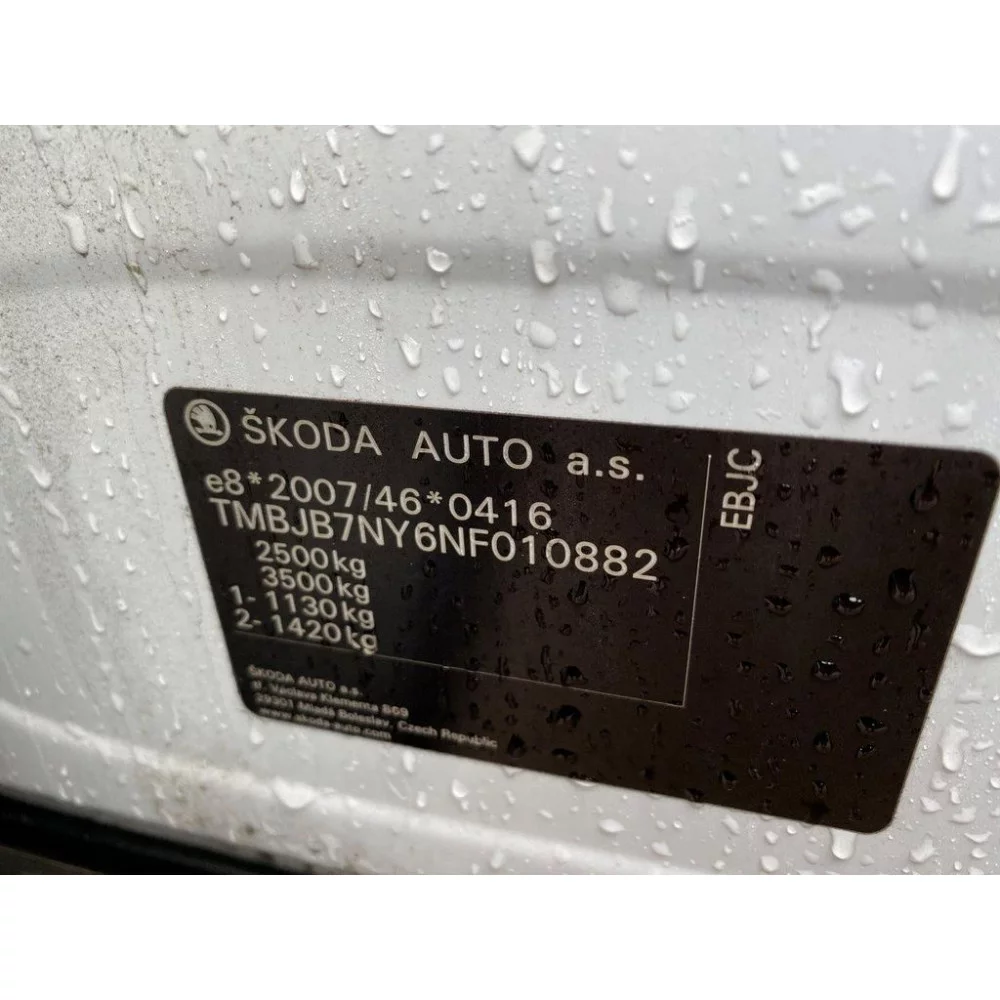 ŠKODA AUTO a.s.
e8*2007/46*0416
TMBJB7NY6NF010882
2500kg
3500kg
1- 1130kg
2- 1420kg
EBJC
ŠKODA AUTO a.s.
tř. Václava Klementa 869
29301 Mladá Boleslav, Czech Republic
www.skoda-auto.com